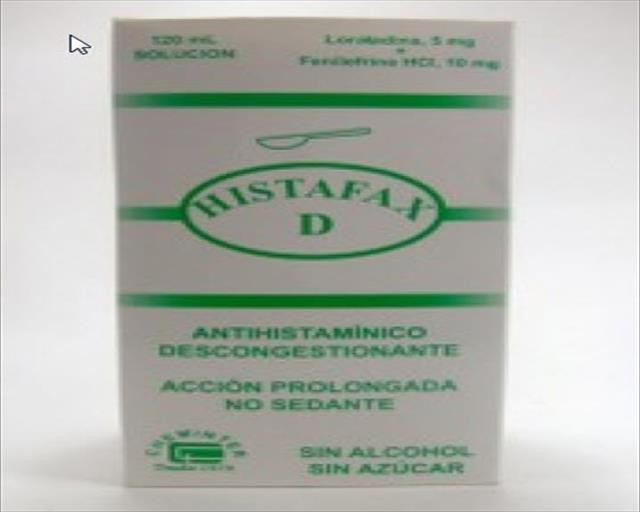 120 mL
SOLUCION
Loratadina, 5 mg
+
Fenilefrina HCl, 10 mg
HISTAFAX
D
ANTIHISTAMÍNICO
DESCONGESTIONANTE
ACCIÓN PROLONGADA
NO SEDANTE
CHEMINTER
SIN ALCOHOL
SIN AZÚCAR